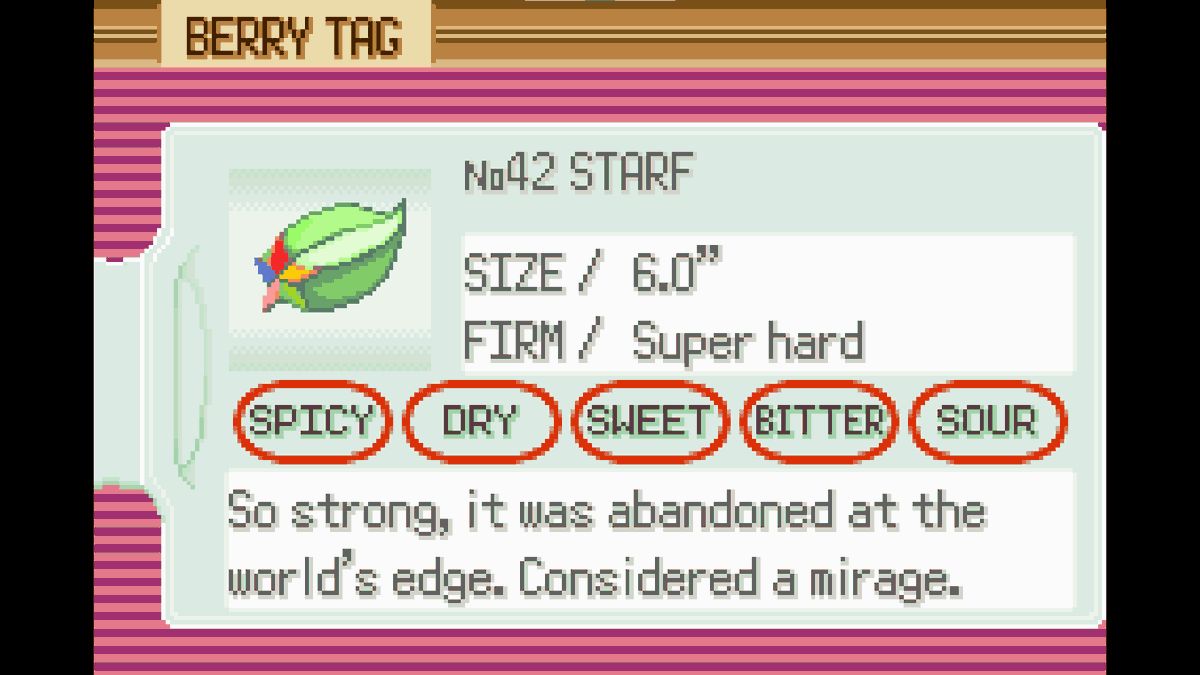 BERRY TAG
No42 STARF
SIZE / 6.0”
FIRM / Super hard
SPICY DRY SWEET BITTER SOUR
So strong, it was abandoned at the
world’s edge. Considered a mirage.